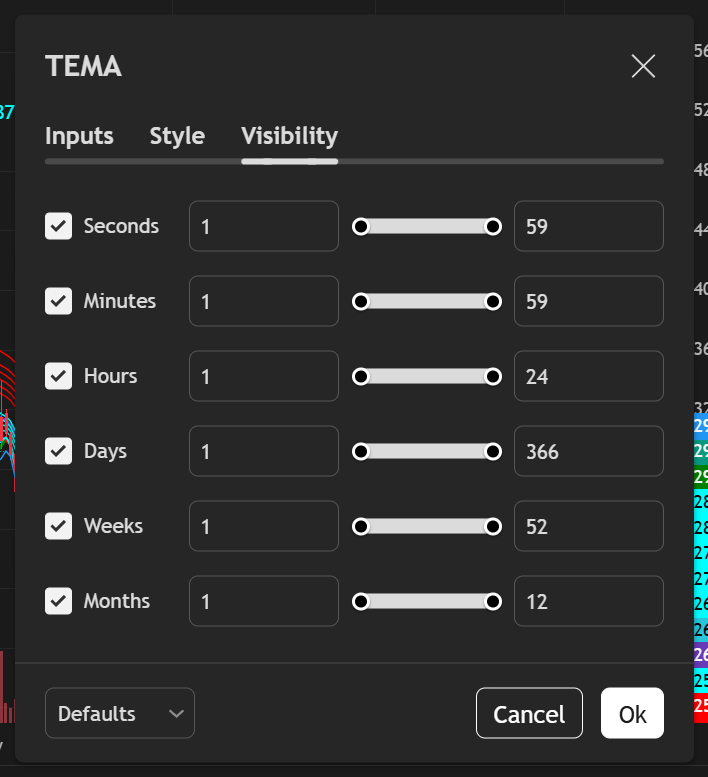 TEMA
Inputs Style Visibility
Seconds 1 59
Minutes 1 59
Hours 1 24
Days 1 366
Weeks 1 52
Months 1 12
Defaults Cancel Ok